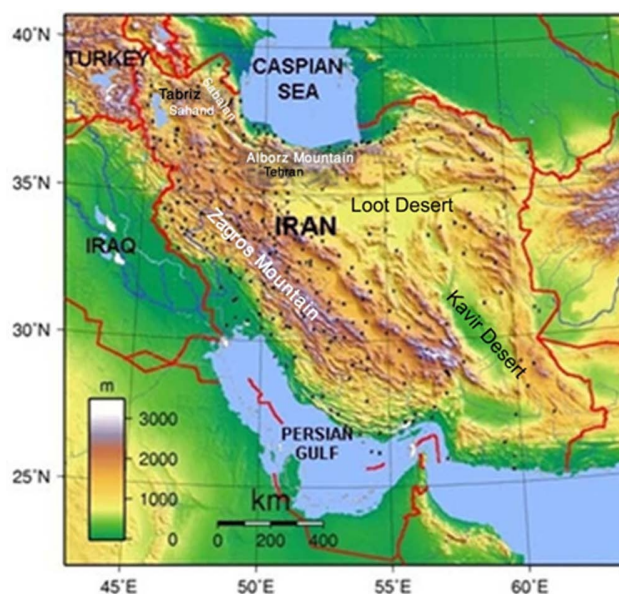 40°N
TURKEY
CASPIAN
SEA
Tabriz
Sabalan
Sahand
Alborz Mountain
Tehran
35°N
Loot Desert
Zagros Mountain
IRAN
IRAQ
Kavir Desert
30°N
m
3000
2000
1000
0
PERSIAN
GULF
25°N
km
0 200 400
45°E 50°E 55°E 60°E